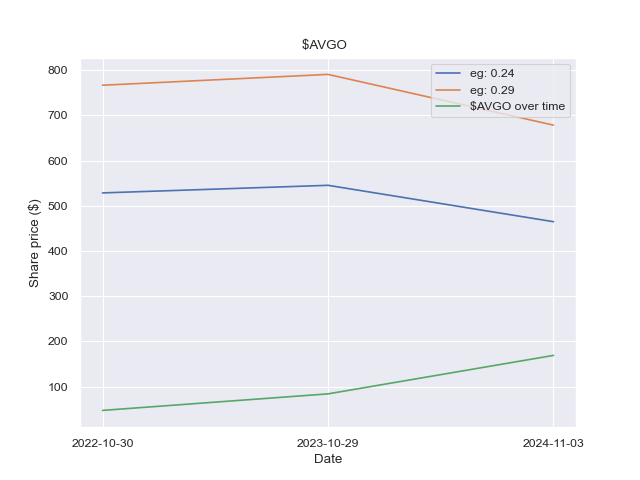 $AVGO
eg: 0.24
eg: 0.29
$AVGO over time
800
700
600
500
400
300
200
100
Share price ($)
2022-10-30
2023-10-29
2024-11-03
Date